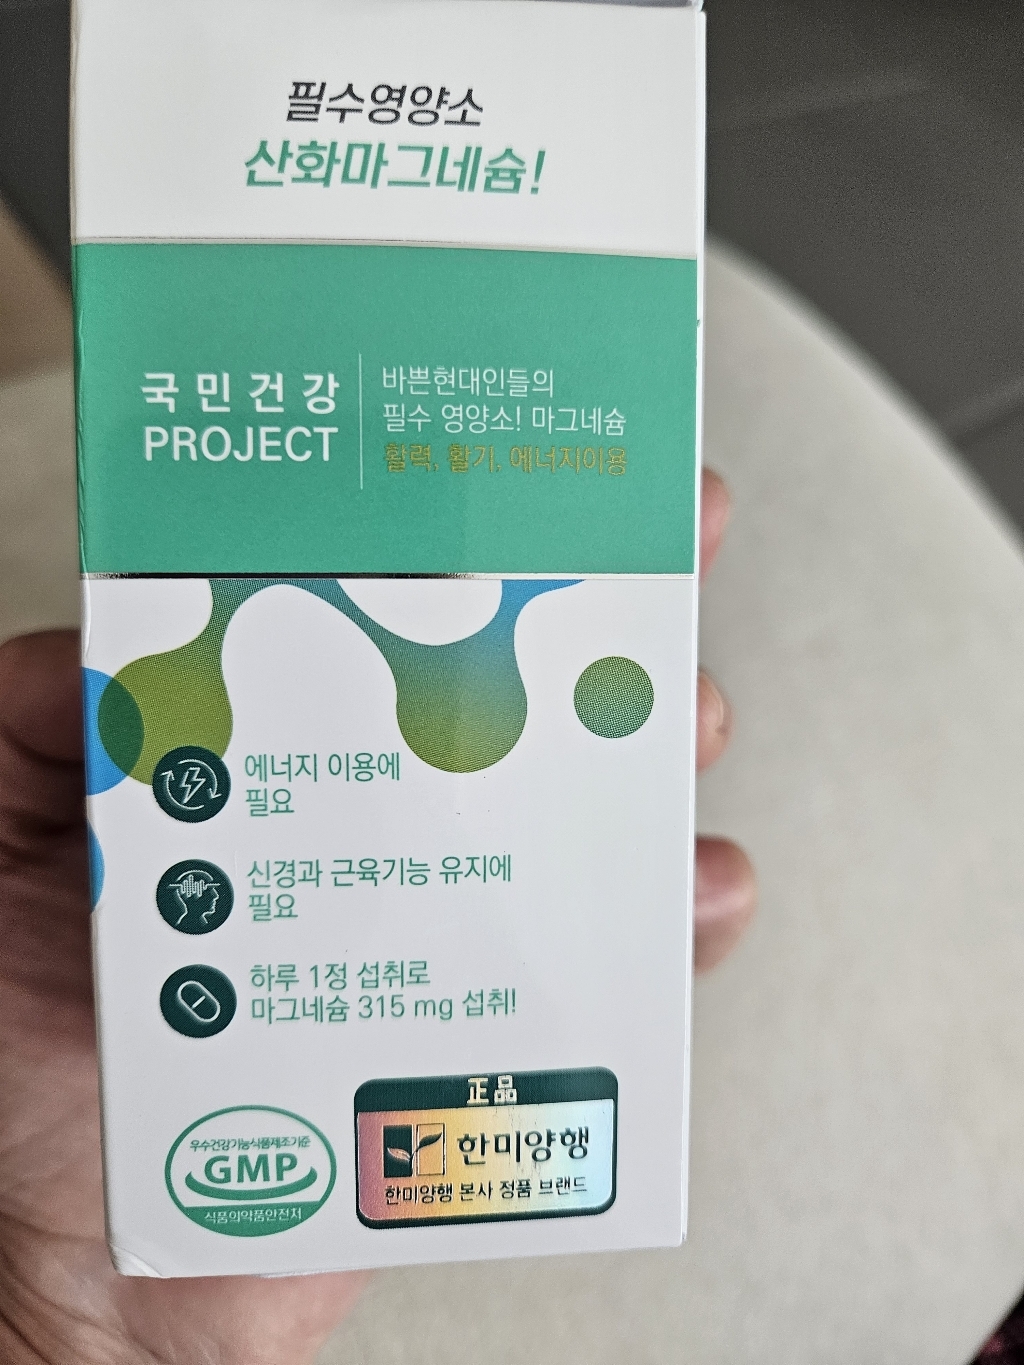 필수영양소
산화마그네슘!
국민건강
PROJECT
바쁜현대인들의
필수 영양소! 마그네슘
활력, 활기, 에너지이용
에너지 이용에
필요
신경과 근육기능 유지에
필요
하루 1정 섭취로
마그네슘 315 mg 섭취!
우수건강기능식품제조기준
GMP
식품의약품안전처
正品
한미양행
한미양행 본사 정품 브랜드